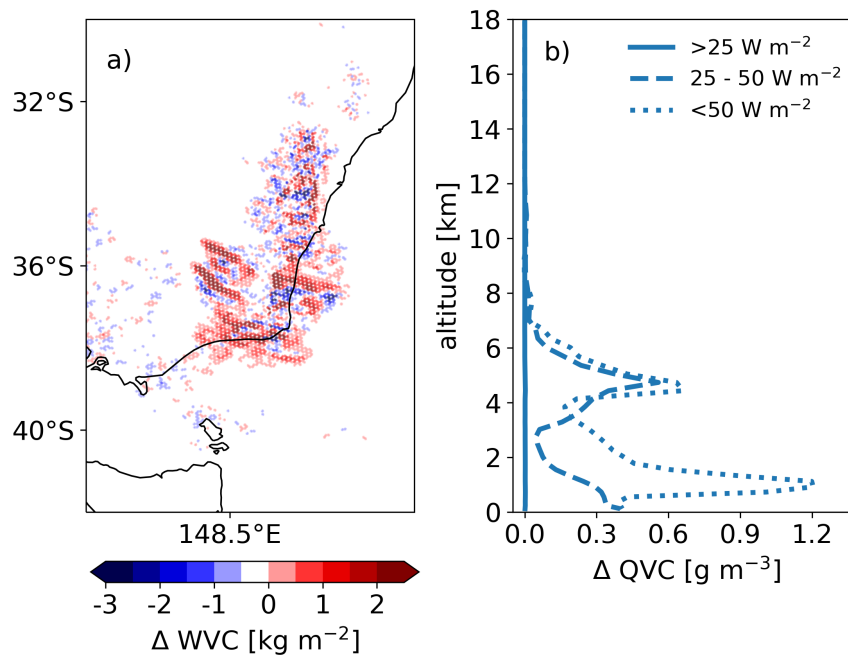 a)
32°S
36°S
40°S
148.5°E
-3 -2 -1 0 1 2
Δ WVC [kg m⁻²]
b)
>25 W m⁻²
25 - 50 W m⁻²
<50 W m⁻²
18
16
14
12
10
8
6
4
2
0
altitude [km]
0.0 0.3 0.6 0.9 1.2
Δ QVC [g m⁻³]